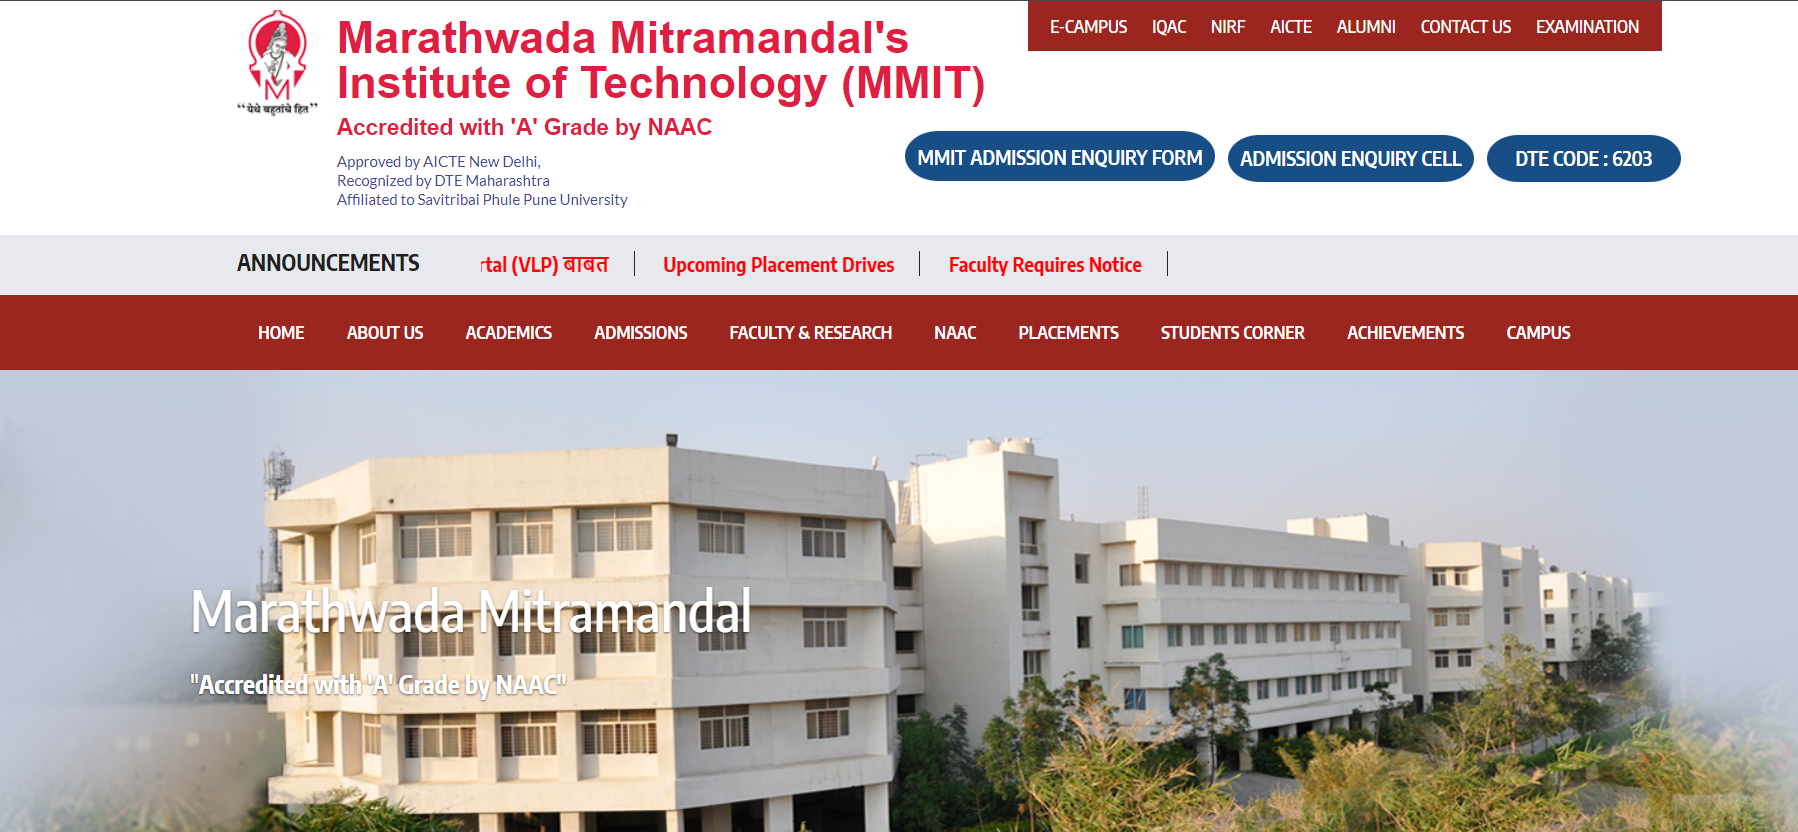 "येथे बहुतांचे हित"
Marathwada Mitramandal's
Institute of Technology (MMIT)
Accredited with 'A' Grade by NAAC
Approved by AICTE New Delhi,
Recognized by DTE Maharashtra
Affiliated to Savitribai Phule Pune University
E-CAMPUS IQAC NIRF AICTE ALUMNI CONTACT US EXAMINATION
MMIT ADMISSION ENQUIRY FORM ADMISSION ENQUIRY CELL DTE CODE : 6203
ANNOUNCEMENTS rtal (VLP) बाबत Upcoming Placement Drives Faculty Requires Notice
HOME ABOUT US ACADEMICS ADMISSIONS FACULTY & RESEARCH NAAC PLACEMENTS STUDENTS CORNER ACHIEVEMENTS CAMPUS
Marathwada Mitramandal
"Accredited with 'A' Grade by NAAC"